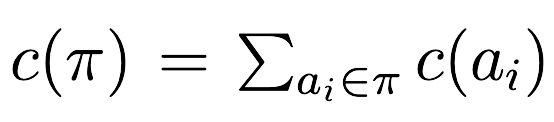 c(π) = ∑_{a_i∈π} c(a_i)